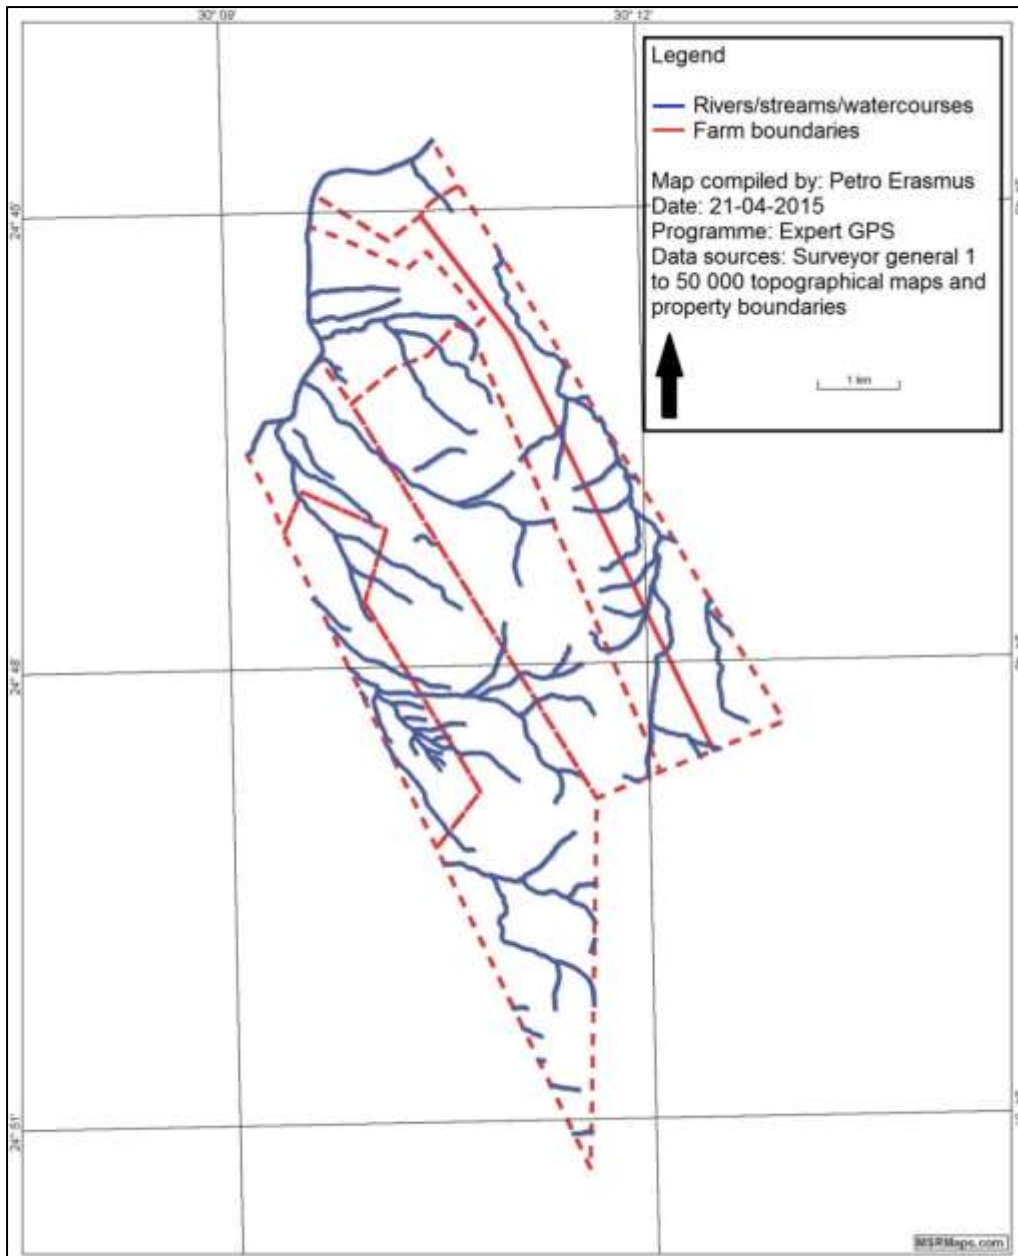 30° 09'
30° 12'
Legend
Rivers/streams/watercourses
Farm boundaries
Map compiled by: Petro Erasmus
Date: 21-04-2015
Programme: Expert GPS
Data sources: Surveyor general 1
to 50 000 topographical maps and
property boundaries
1 km
24° 48'
24° 51'
MSRMaps.com